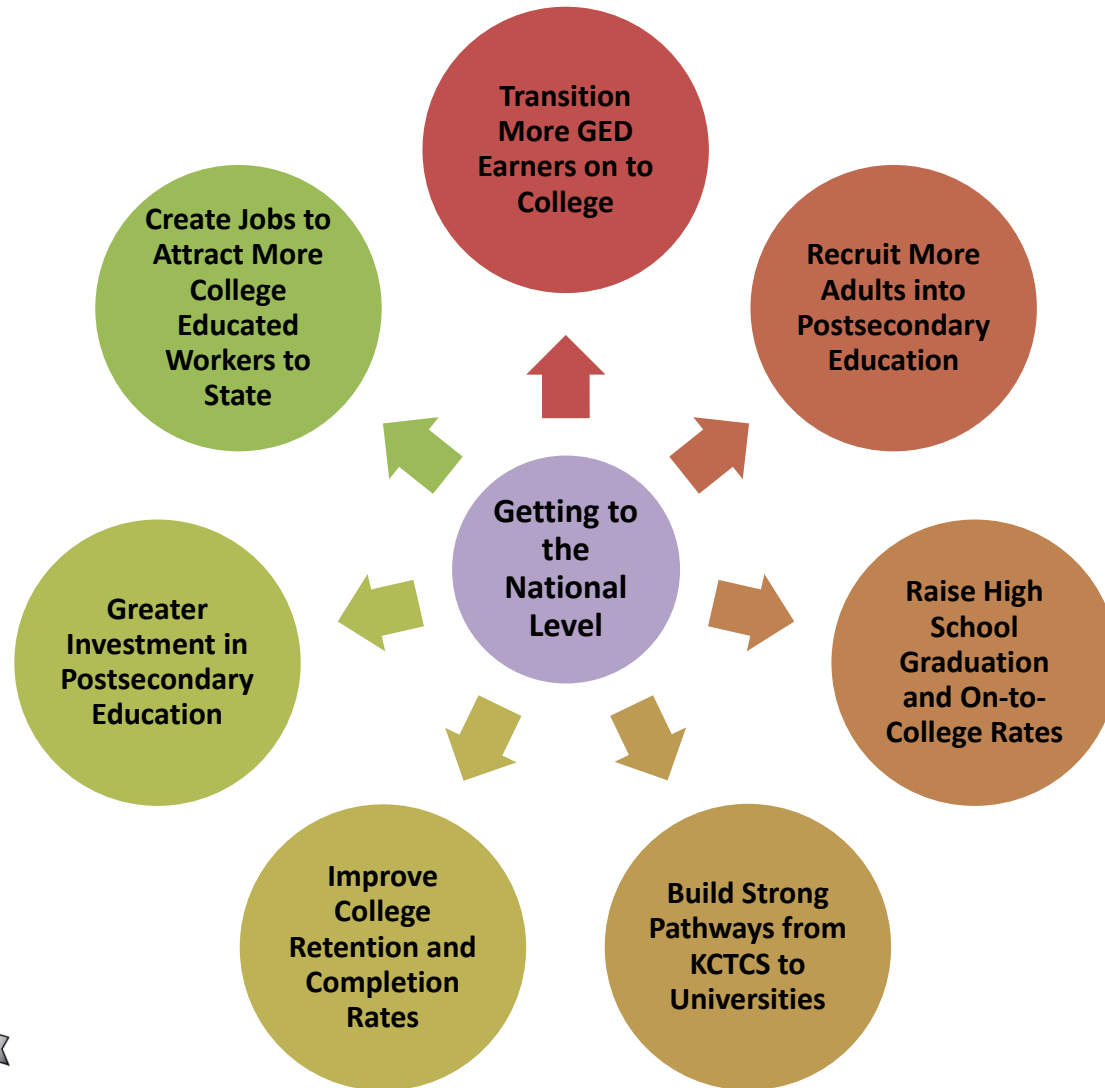 Transition
More GED
Earners on to
College
Recruit More
Adults into
Postsecondary
Education
Raise High
School
Graduation
and On-to-
College Rates
Build Strong
Pathways from
KCTCS to
Universities
Improve
College
Retention and
Completion
Rates
Greater
Investment in
Postsecondary
Education
Create Jobs to
Attract More
College
Educated
Workers to
State
Getting to
the
National
Level